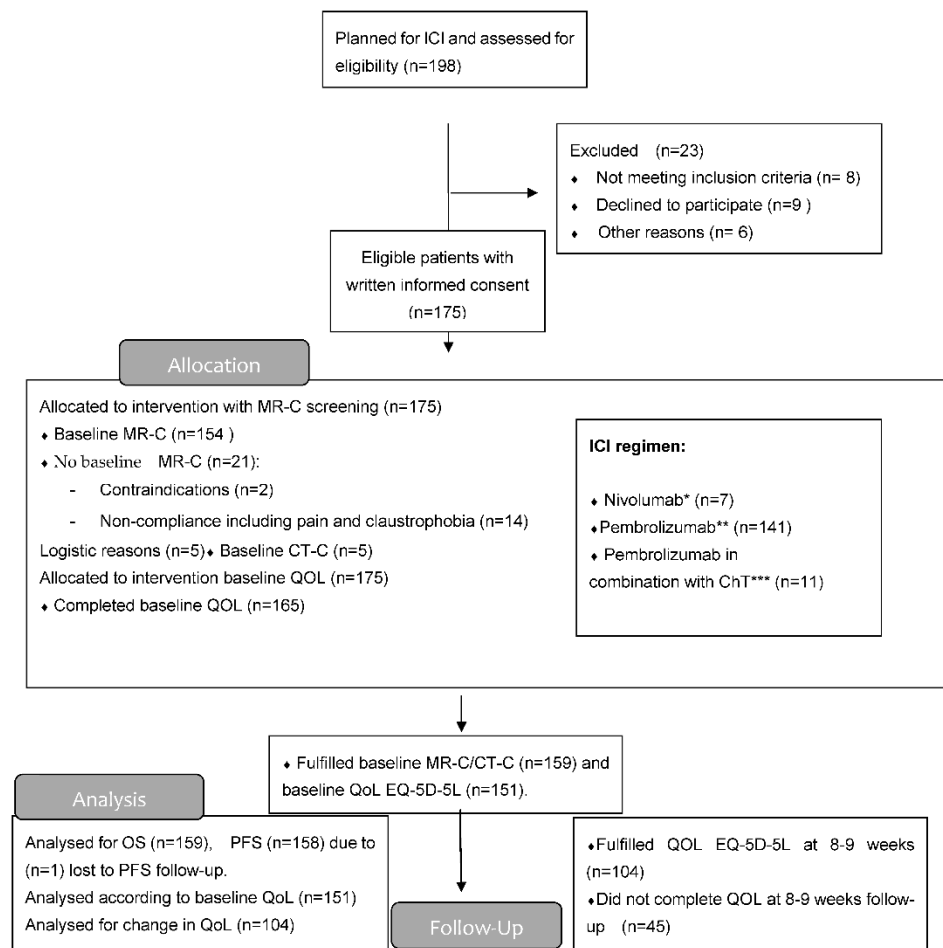 Planned for ICI and assessed for
eligibility (n=198)
Excluded (n=23)
♦ Not meeting inclusion criteria (n= 8)
♦ Declined to participate (n=9 )
♦ Other reasons (n= 6)
Eligible patients with
written informed consent
(n=175)
Allocation
Allocated to intervention with MR-C screening (n=175)
♦ Baseline MR-C (n=154 )
♦ No baseline MR-C (n=21):
- Contraindications (n=2)
- Non-compliance including pain and claustrophobia (n=14)
Logistic reasons (n=5)♦ Baseline CT-C (n=5)
Allocated to intervention baseline QOL (n=175)
♦ Completed baseline QOL (n=165)
ICI regimen:
♦ Nivolumab* (n=7)
♦Pembrolizumab** (n=141)
♦ Pembrolizumab in
combination with ChT*** (n=11)
♦ Fulfilled baseline MR-C/CT-C (n=159) and
baseline QoL EQ-5D-5L (n=151).
Analysis
Analysed for OS (n=159), PFS (n=158) due to
(n=1) lost to PFS follow-up.
Analysed according to baseline QoL (n=151)
Analysed for change in QoL (n=104)
Follow-Up
♦Fulfilled QOL EQ-5D-5L at 8-9 weeks
(n=104)
♦Did not complete QOL at 8-9 weeks follow-
up (n=45)